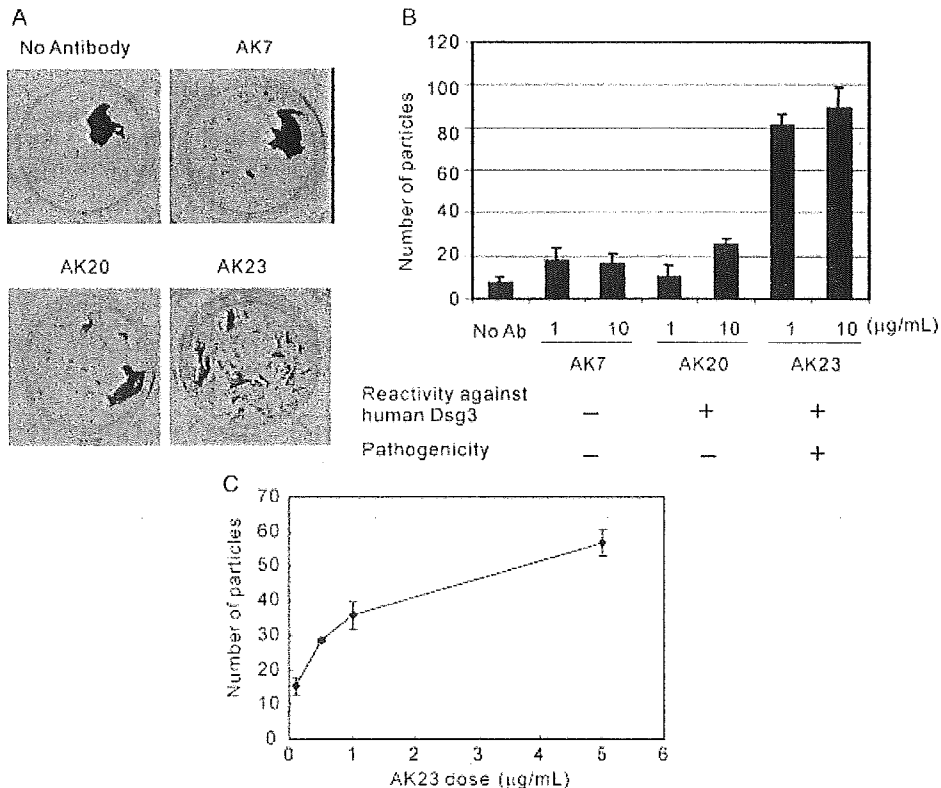 A
No Antibody
AK7
AK20
AK23
B
Number of particles
120
100
80
60
40
20
0
No Ab
1
10
1
10
1
10
(μg/mL)
AK7
AK20
AK23
Reactivity against
human Dsg3
–
+
+
Pathogenicity
–
–
+
C
Number of particles
70
60
50
40
30
20
10
0
0
1
2
3
4
5
6
AK23 dose (μg/mL)